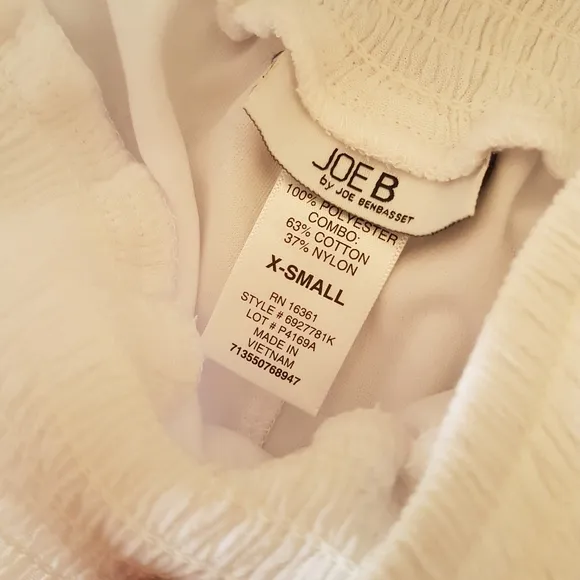 JOE B
by JOE BENBASSET
100% POLYESTER
COMBO:
63% COTTON
37% NYLON
X-SMALL
RN 16361
STYLE # 6927781K
LOT # P4169A
MADE IN
VIETNAM
713550768947